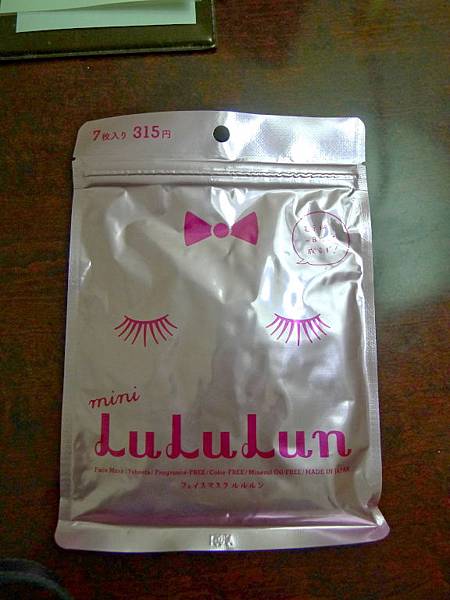 7枚入り 315円
mini
LuLuLun
Face Mask / 7sheets / Fragrance-FREE / Color-FREE / Mineral Oil-FREE / MADE IN JAPAN
フェイスマスク ルルルン